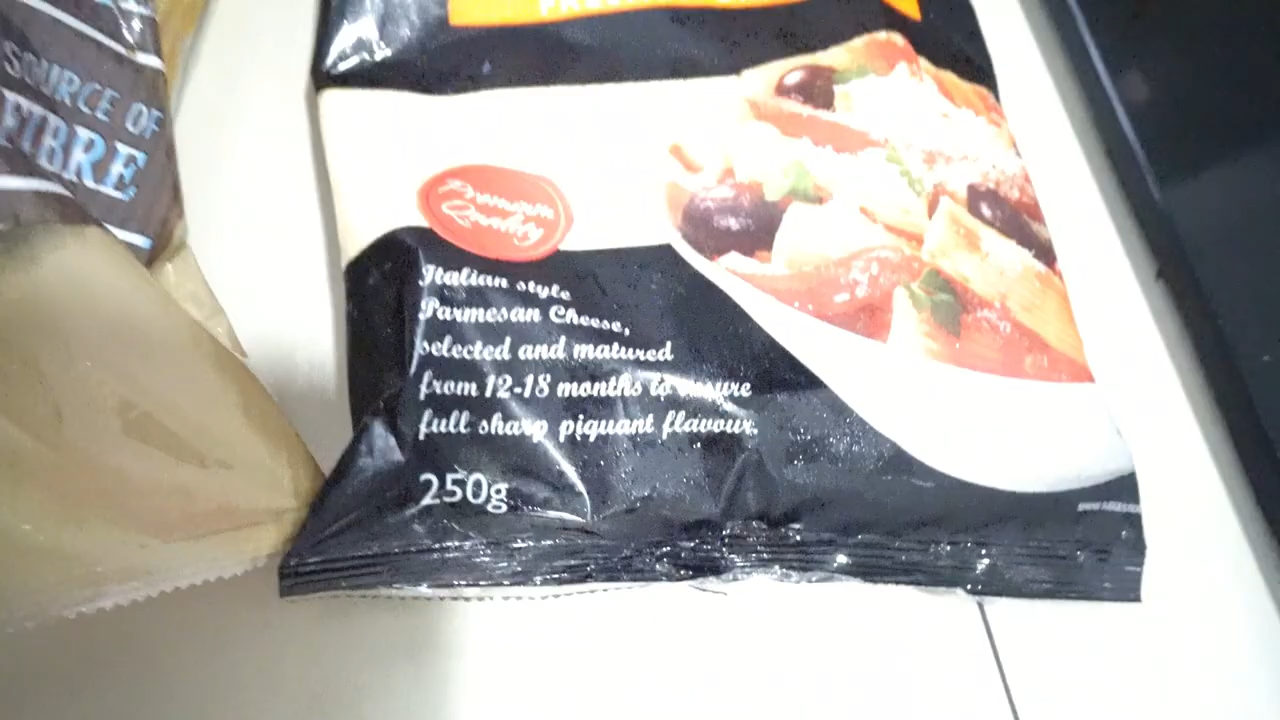 SOURCE OF
FIBRE
Premium
Quality
Italian style
Parmesan Cheese,
selected and matured
from 12-18 months to ensure
full sharp piquant flavour.
250g